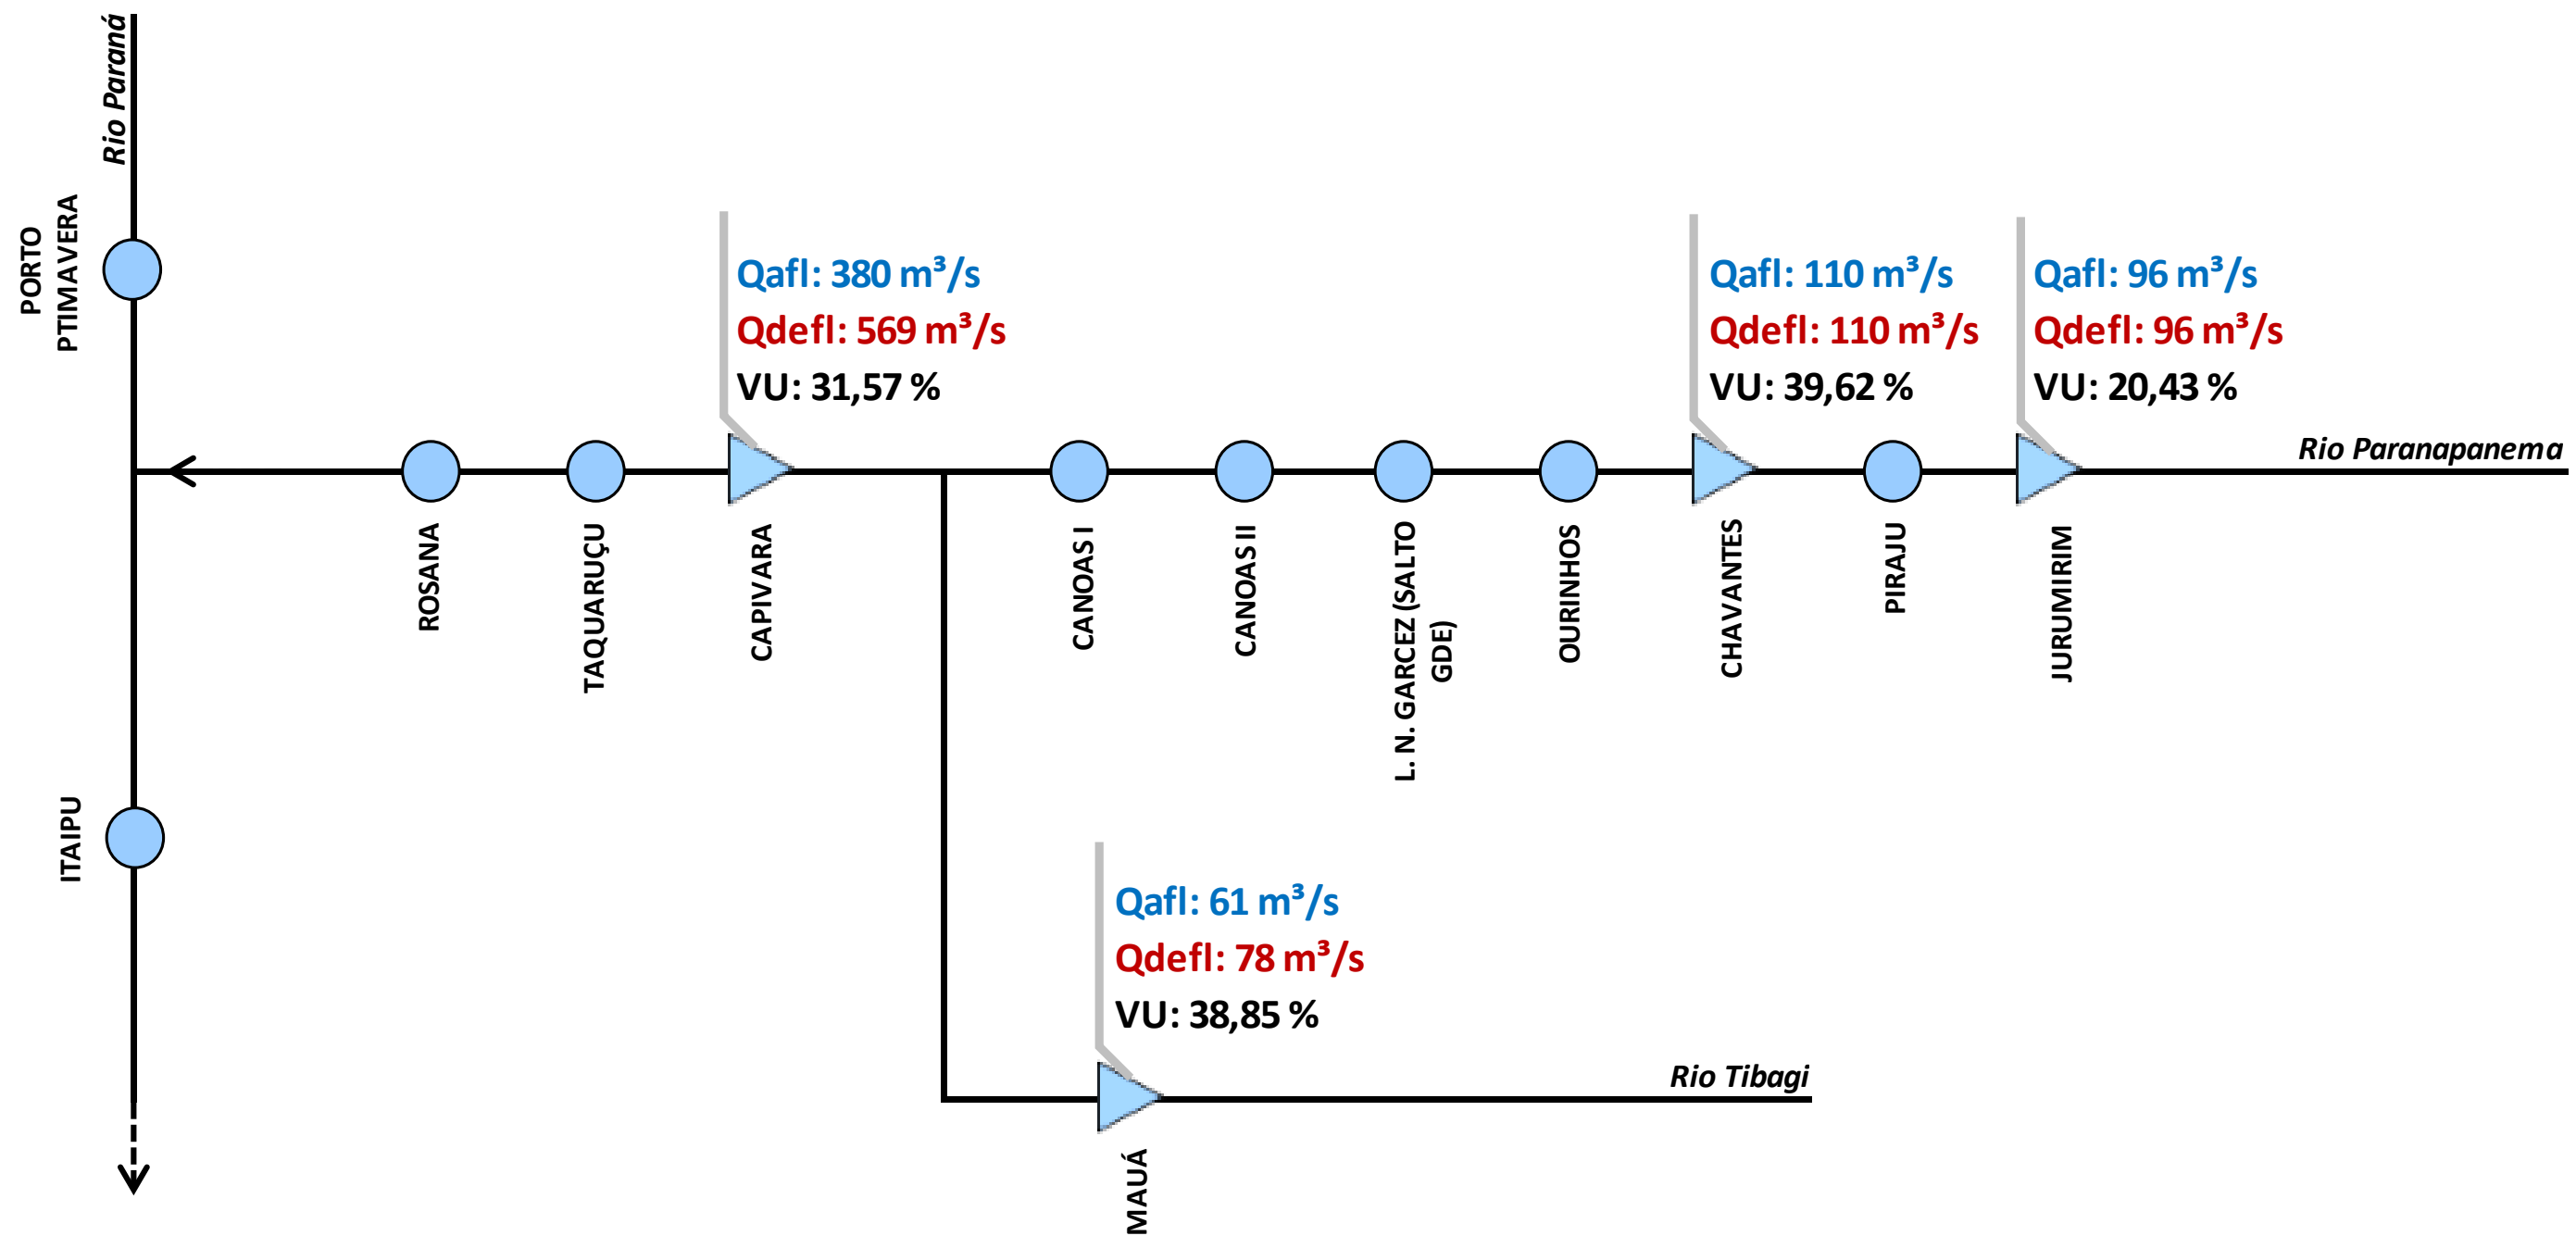 Rio Paraná
PORTO
PTIMAVERA
Qafl: 380 m³/s
Qdefl: 569 m³/s
VU: 31,57 %
Qafl: 110 m³/s
Qdefl: 110 m³/s
VU: 39,62 %
Qafl: 96 m³/s
Qdefl: 96 m³/s
VU: 20,43 %
Rio Paranapanema
ROSANA
TAQUARUÇU
CAPIVARA
CANOAS I
CANOAS II
L. N. GARCEZ (SALTO
GDE)
OURINHOS
CHAVANTES
PIRAJU
JURUMIRIM
ITAIPU
Qafl: 61 m³/s
Qdefl: 78 m³/s
VU: 38,85 %
Rio Tibagi
MAUÁ